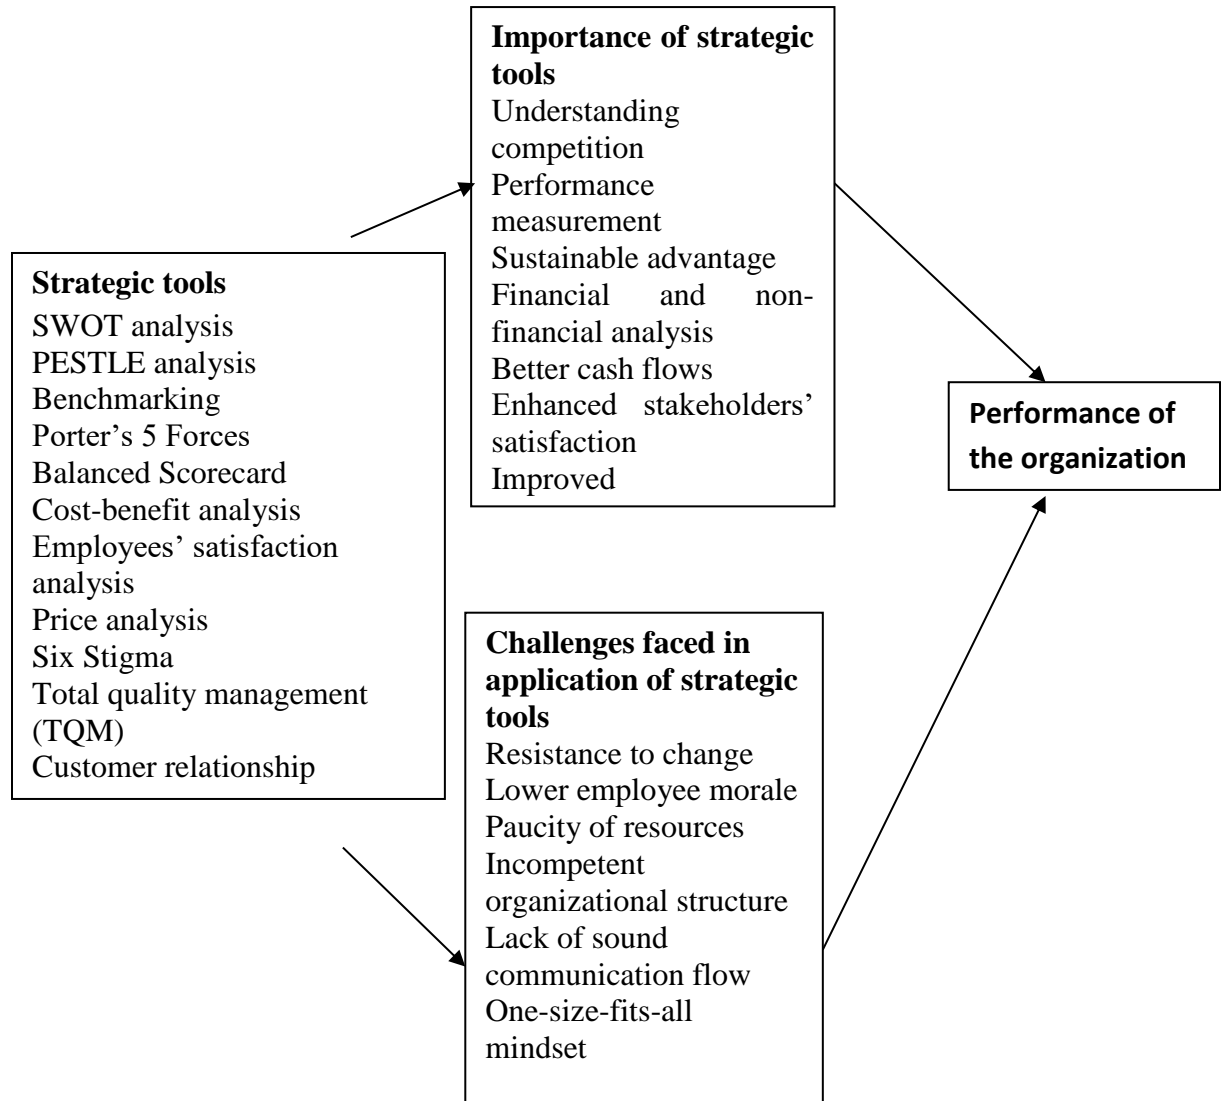 Importance of strategic
tools
Understanding
competition
Performance
measurement
Sustainable advantage
Financial and non-
financial analysis
Better cash flows
Enhanced stakeholders’
satisfaction
Improved
Strategic tools
SWOT analysis
PESTLE analysis
Benchmarking
Porter’s 5 Forces
Balanced Scorecard
Cost-benefit analysis
Employees’ satisfaction
analysis
Price analysis
Six Stigma
Total quality management
(TQM)
Customer relationship
Performance of
the organization
Challenges faced in
application of strategic
tools
Resistance to change
Lower employee morale
Paucity of resources
Incompetent
organizational structure
Lack of sound
communication flow
One-size-fits-all
mindset